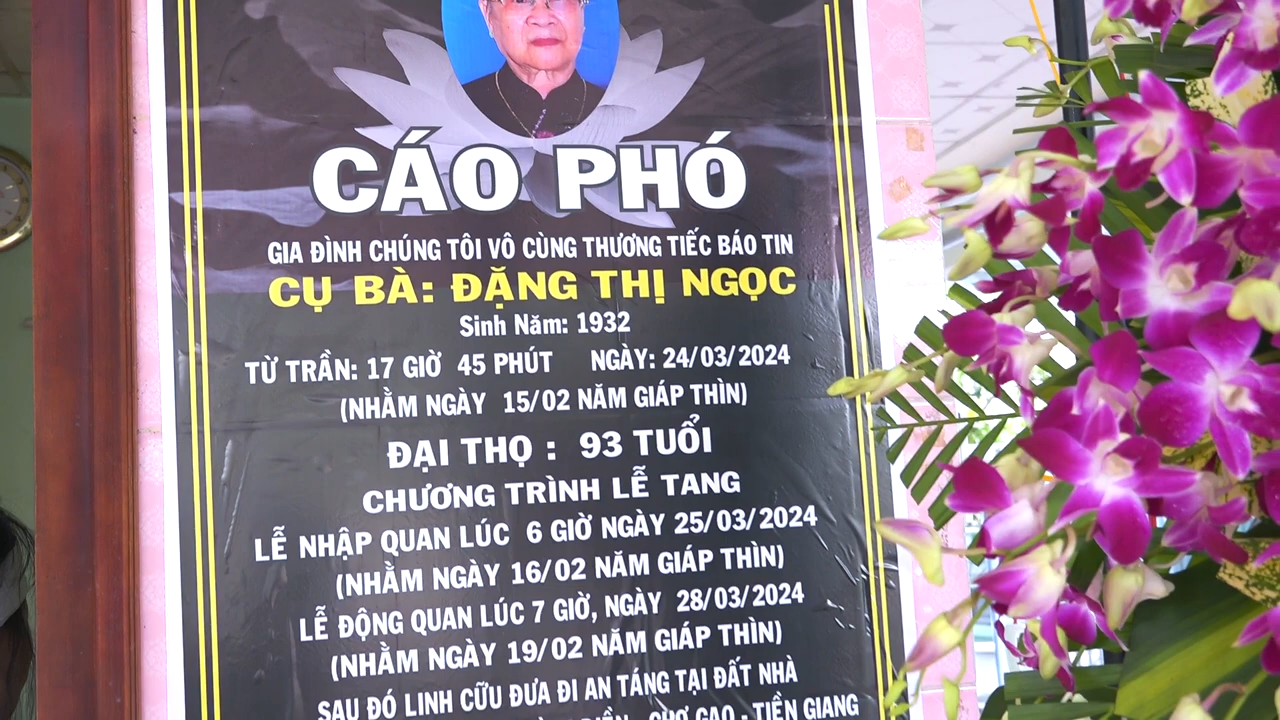 CÁO PHÓ
GIA ĐÌNH CHÚNG TÔI VÔ CÙNG THƯƠNG TIẾC BÁO TIN
CỤ BÀ: ĐẶNG THỊ NGỌC
Sinh Năm: 1932
TỪ TRẦN: 17 GIỜ 45 PHÚT NGÀY: 24/03/2024
(NHẰM NGÀY 15/02 NĂM GIÁP THÌN)
ĐẠI THỌ : 93 TUỔI
CHƯƠNG TRÌNH LỄ TANG
LỄ NHẬP QUAN LÚC 6 GIỜ NGÀY 25/03/2024
(NHẰM NGÀY 16/02 NĂM GIÁP THÌN)
LỄ ĐỘNG QUAN LÚC 7 GIỜ, NGÀY 28/03/2024
(NHẰM NGÀY 19/02 NĂM GIÁP THÌN)
SAU ĐÓ LINH CỮU ĐƯA ĐI AN TÁNG TẠI ĐẤT NHÀ
CHỢ GẠO - TIỀN GIANG